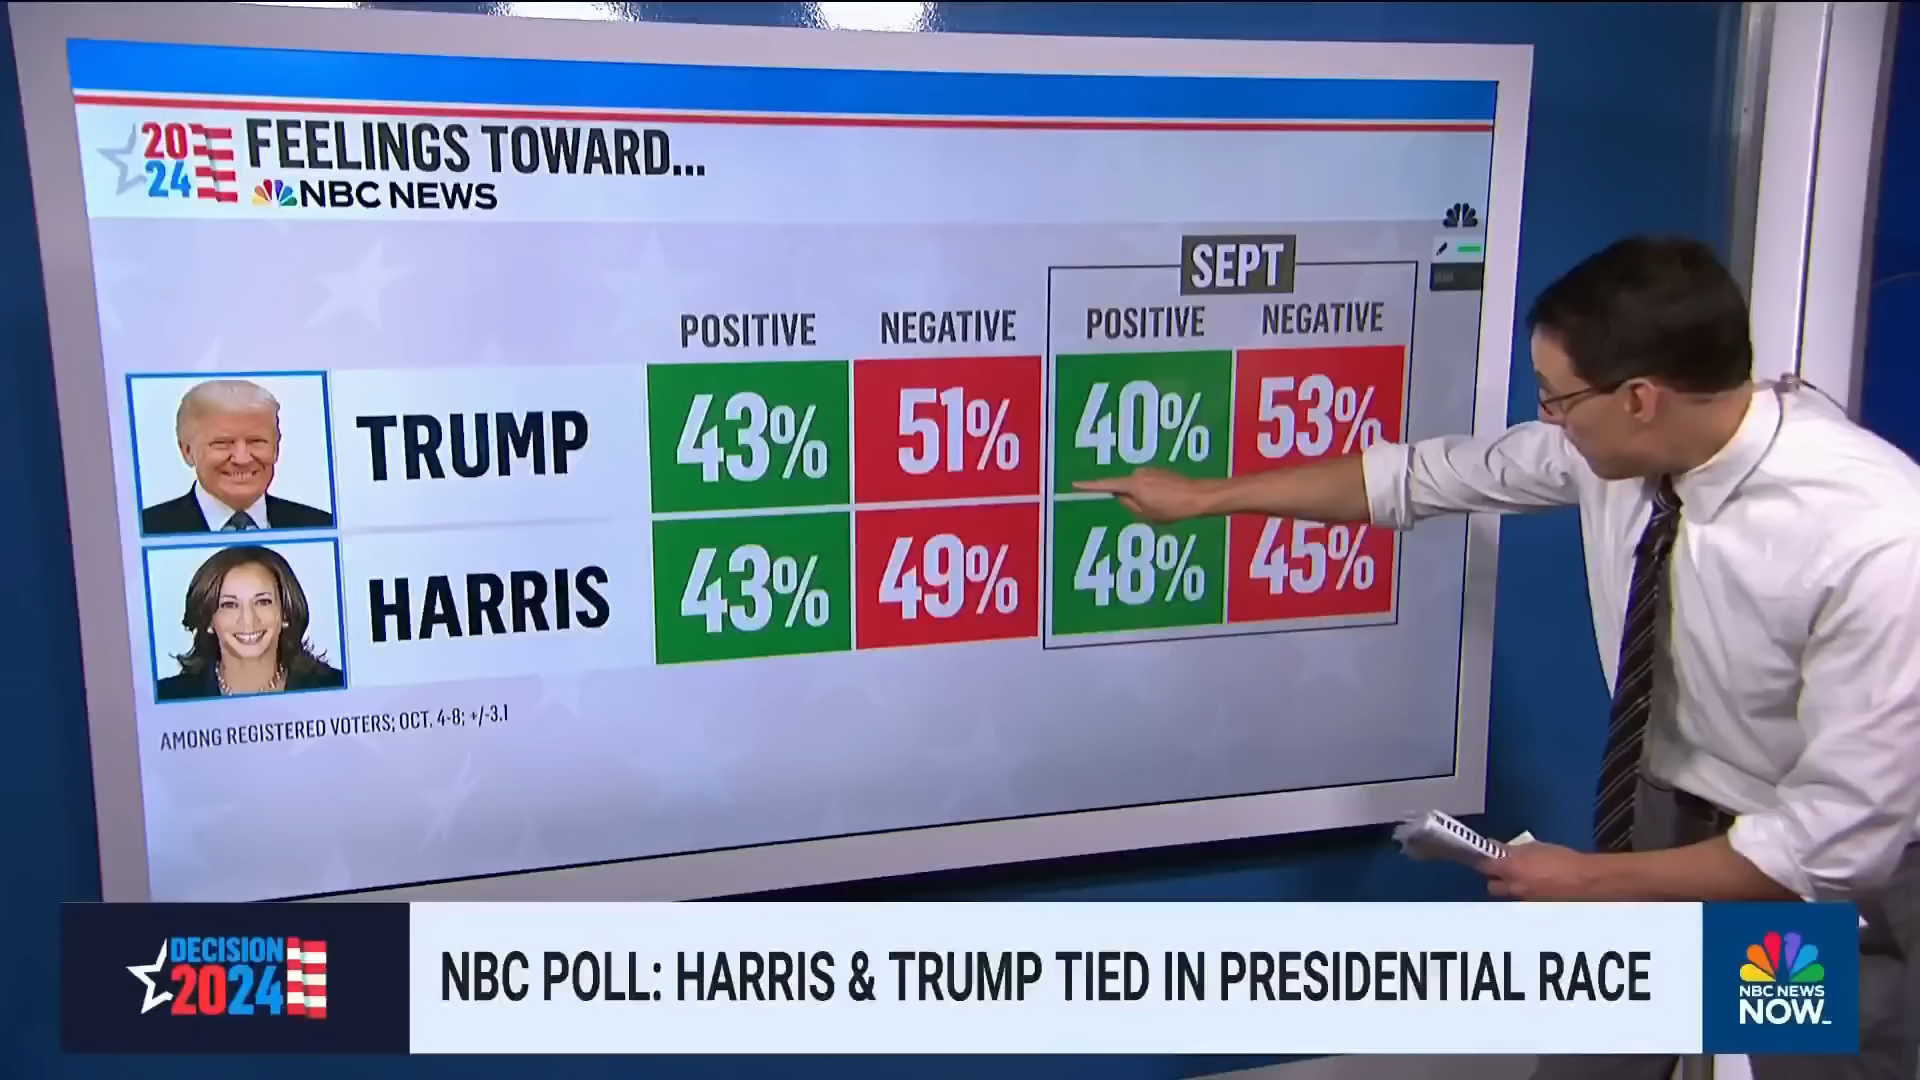 2024
FEELINGS TOWARD...
NBC NEWS
SEPT
POSITIVE NEGATIVE POSITIVE NEGATIVE
TRUMP 43% 51% 40% 53%
HARRIS 43% 49% 48% 45%
AMONG REGISTERED VOTERS; OCT. 4-8; +/-3.1
DECISION
2024
NBC POLL: HARRIS & TRUMP TIED IN PRESIDENTIAL RACE
NBC NEWS
NOW_